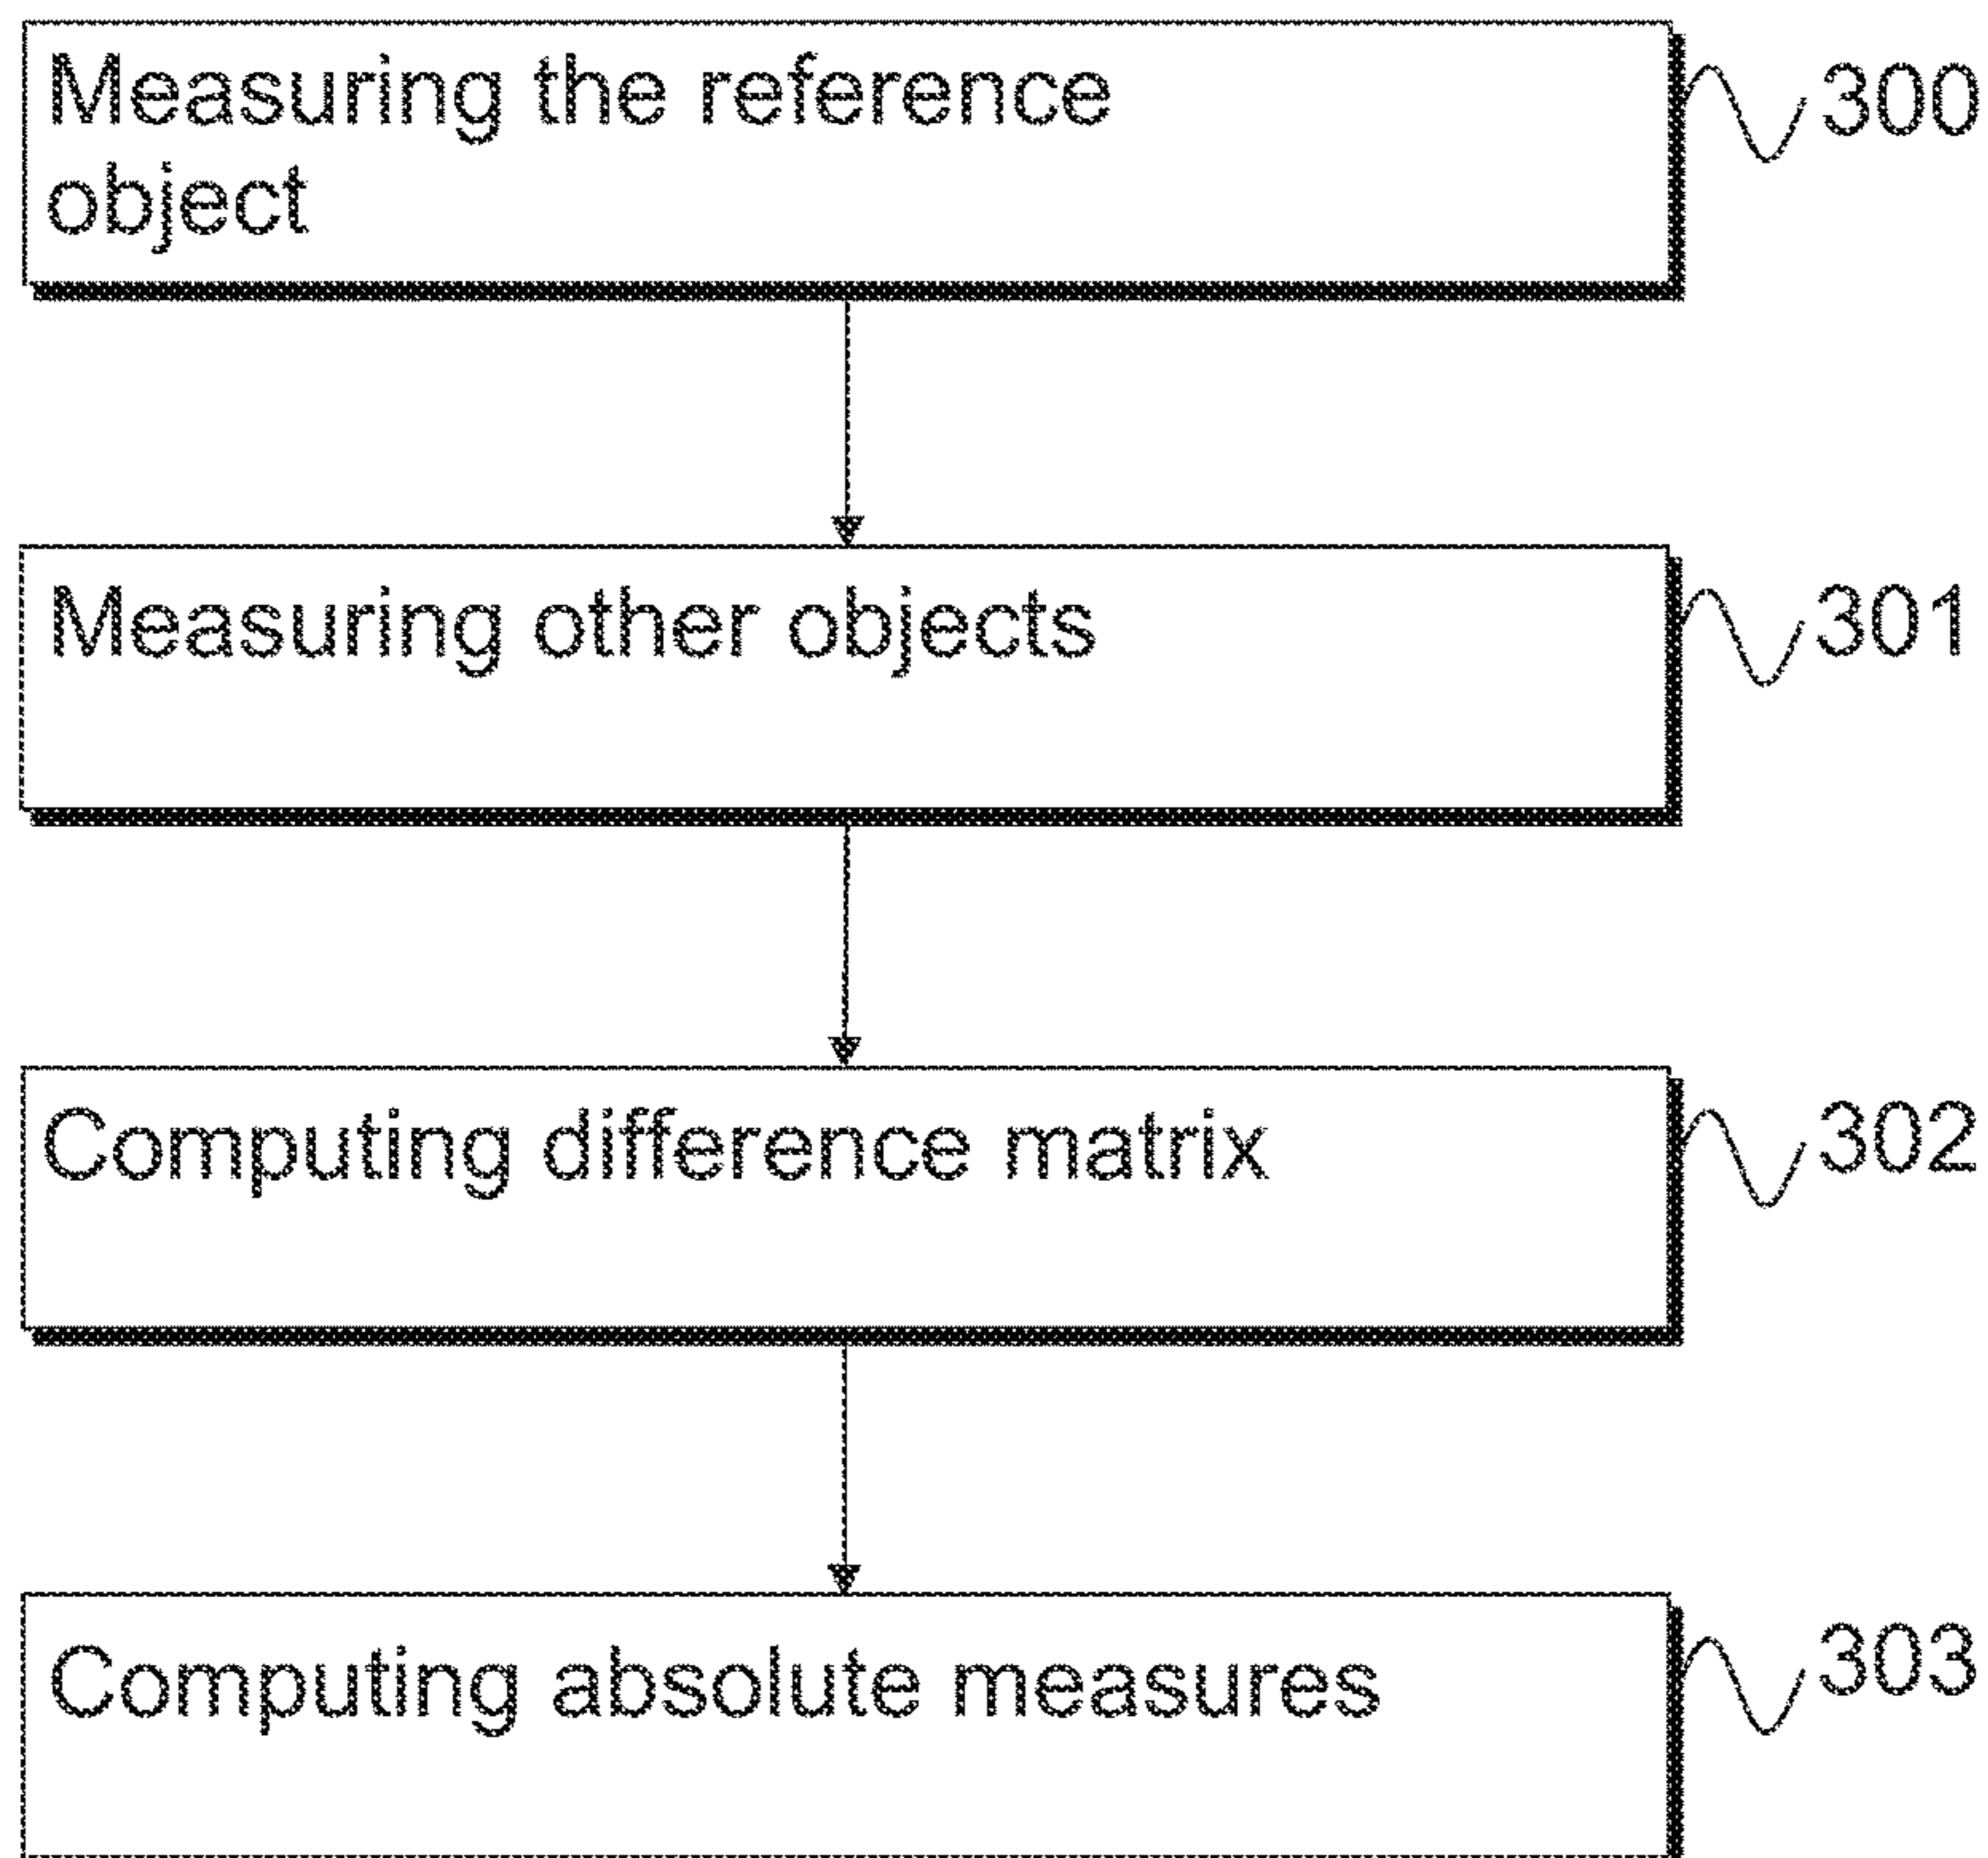 Measuring the reference
object
300
Measuring other objects
301
Computing difference matrix
302
Computing absolute measures
303